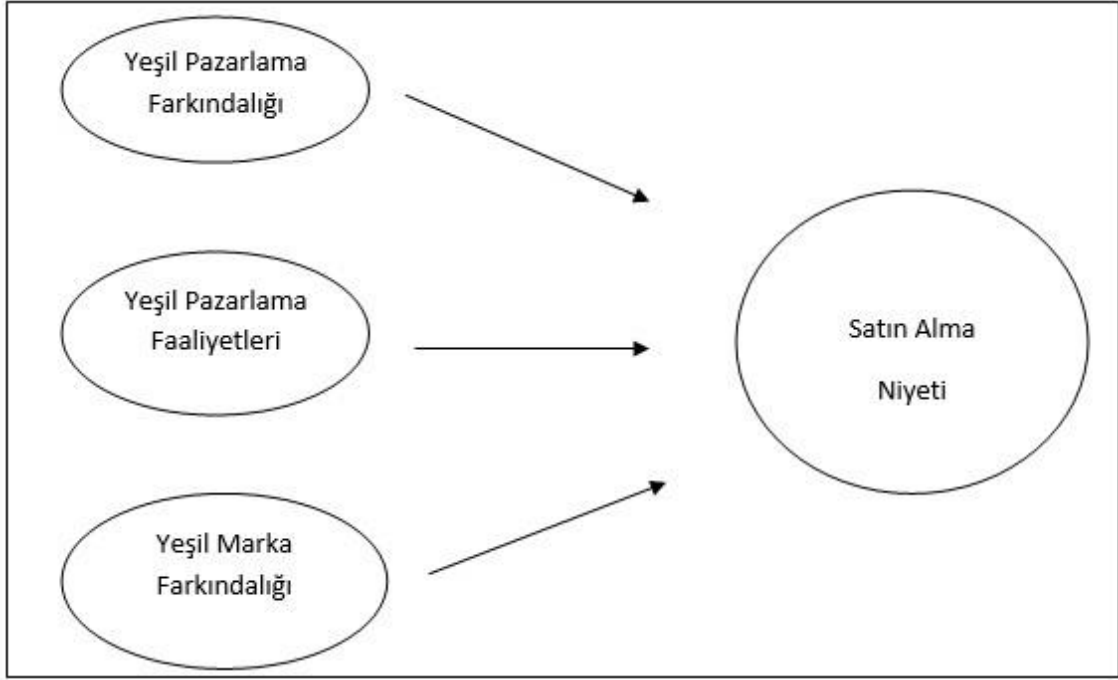 Yeşil Pazarlama
Farkındalığı
Yeşil Pazarlama
Faaliyetleri
Yeşil Marka
Farkındalığı
Satın Alma
Niyeti